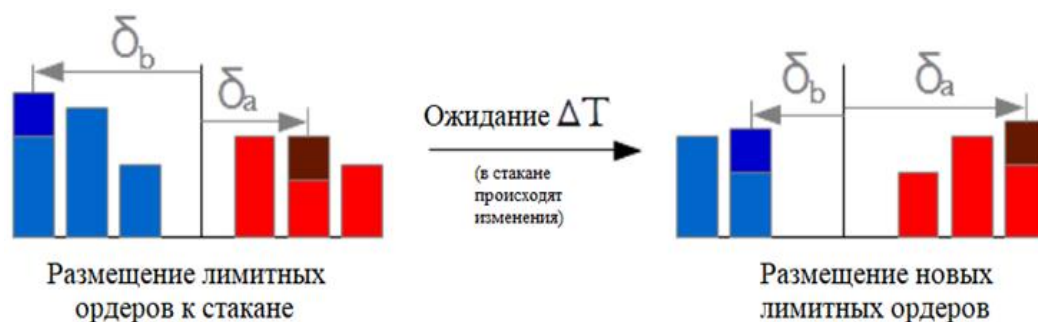 δb
δa
Ожидание ΔT
(в стакане
происходят
изменения)
δb
δa
Размещение лимитных
ордеров к стакане
Размещение новых
лимитных ордеров